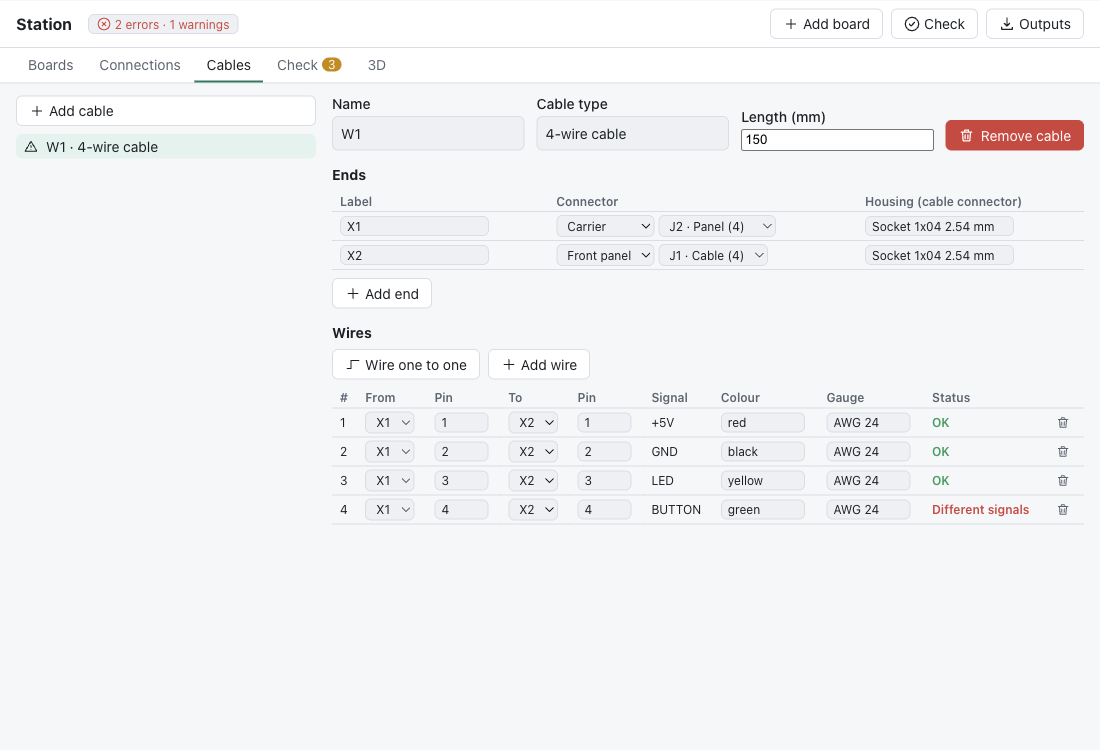 Station
2 errors · 1 warnings
Add board
Check
Outputs
Boards
Connections
Cables
Check 3
3D
Add cable
W1 · 4-wire cable
Name
Cable type
Length (mm)
W1
4-wire cable
150
Remove cable
Ends
Label Connector Housing (cable connector)
X1 Carrier J2 · Panel (4) Socket 1x04 2.54 mm
X2 Front panel J1 · Cable (4) Socket 1x04 2.54 mm
Add end
Wires
Wire one to one
Add wire
# From Pin To Pin Signal Colour Gauge Status
1 X1 1 X2 1 +5V red AWG 24 OK
2 X1 2 X2 2 GND black AWG 24 OK
3 X1 3 X2 3 LED yellow AWG 24 OK
4 X1 4 X2 4 BUTTON green AWG 24 Different signals